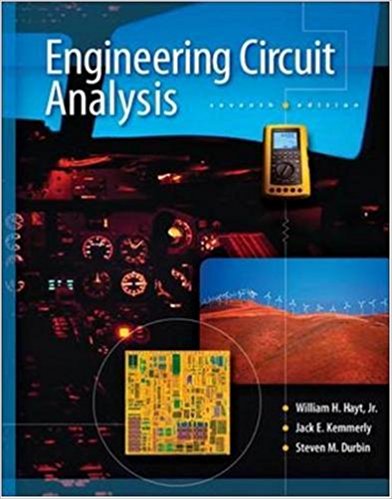 Engineering Circuit
Analysis
seventh edition
William H. Hayt, Jr.
Jack E. Kemmerly
Steven M. Durbin